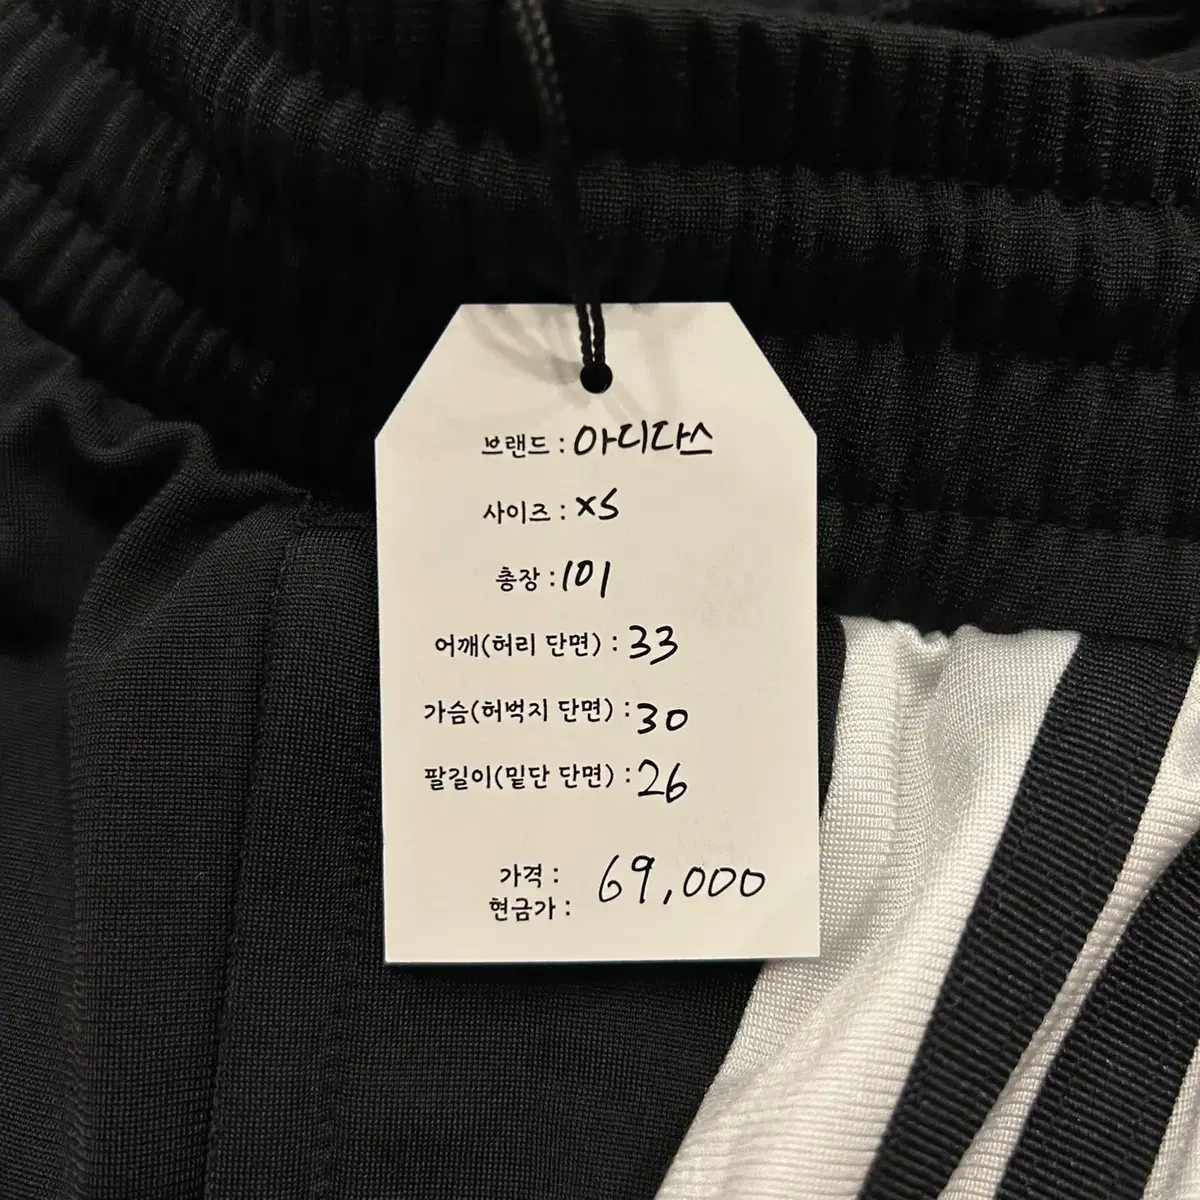 브랜드 : 아디다스
사이즈 : XS
총장 : 101
어깨(허리 단면) : 33
가슴(허벅지 단면) : 30
팔길이(밑단 단면) : 26
가격 : 69,000
현금가 :